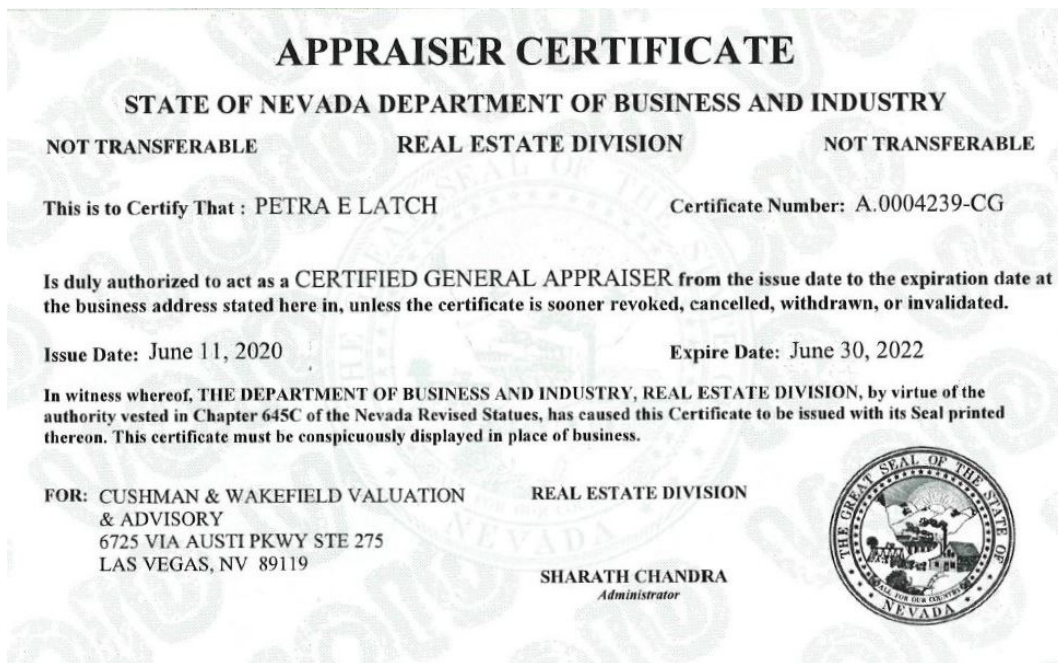 APPRAISER CERTIFICATE
STATE OF NEVADA DEPARTMENT OF BUSINESS AND INDUSTRY
NOT TRANSFERABLE REAL ESTATE DIVISION NOT TRANSFERABLE
This is to Certify That : PETRA E LATCH Certificate Number: A.0004239-CG
Is duly authorized to act as a CERTIFIED GENERAL APPRAISER from the issue date to the expiration date at
the business address stated here in, unless the certificate is sooner revoked, cancelled, withdrawn, or invalidated.
Issue Date: June 11, 2020 Expire Date: June 30, 2022
In witness whereof, THE DEPARTMENT OF BUSINESS AND INDUSTRY, REAL ESTATE DIVISION, by virtue of the
authority vested in Chapter 645C of the Nevada Revised Statues, has caused this Certificate to be issued with its Seal printed
thereon. This certificate must be conspicuously displayed in place of business.
FOR: CUSHMAN & WAKEFIELD VALUATION
& ADVISORY
6725 VIA AUSTI PKWY STE 275
LAS VEGAS, NV 89119
REAL ESTATE DIVISION
SHARATH CHANDRA
Administrator
THE GREAT SEAL OF THE STATE OF
ALL FOR OUR COUNTRY
NEVADA